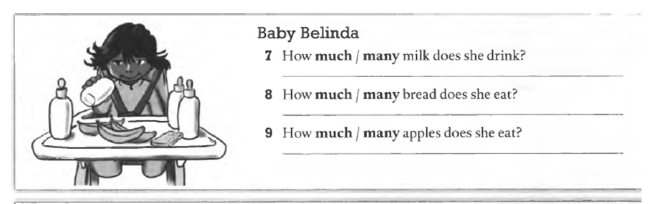 Baby Belinda
7 How much / many milk does she drink?
8 How much / many bread does she eat?
9 How much / many apples does she eat?